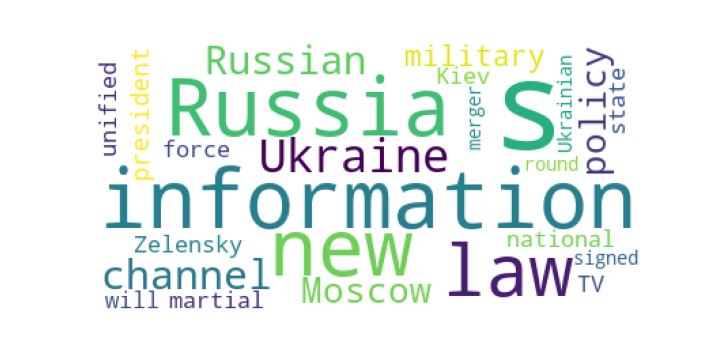 unified
president
Russian
military
Kiev
merger
Ukrainian
policy
state
Russia
s
force
Ukraine
round
information
Zelensky
new
law
national
signed
channel
Moscow
TV
will
martial